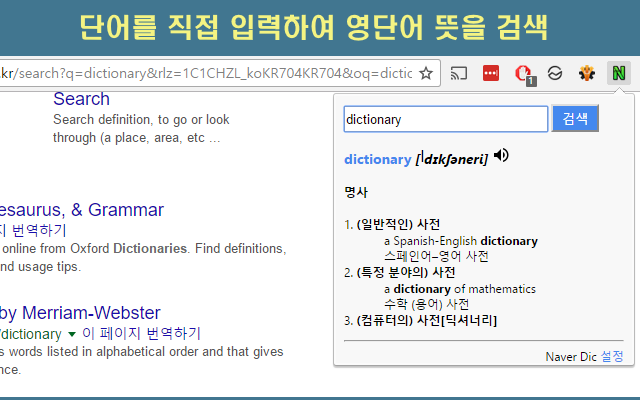 단어를 직접 입력하여 영단어 뜻을 검색
.kr/search?q=dictionary&rlz=1C1CHZL_koKR704KR704&oq=dictic
1
Search
Search definition, to go or look
through (a place, area, etc ...
esaurus, & Grammar
지 번역하기
online from Oxford Dictionaries. Find definitions,
nd usage tips.
by Merriam-Webster
/dictionary ▼ 이 페이지 번역하기
s words listed in alphabetical order and that gives
nce.
dictionary 검색
dictionary [|dɪkʃəneri]
명사
1. (일반적인) 사전
a Spanish-English dictionary
스페인어–영어 사전
2. (특정 분야의) 사전
a dictionary of mathematics
수학 (용어) 사전
3. (컴퓨터의) 사전[딕셔너리]
Naver Dic 설정